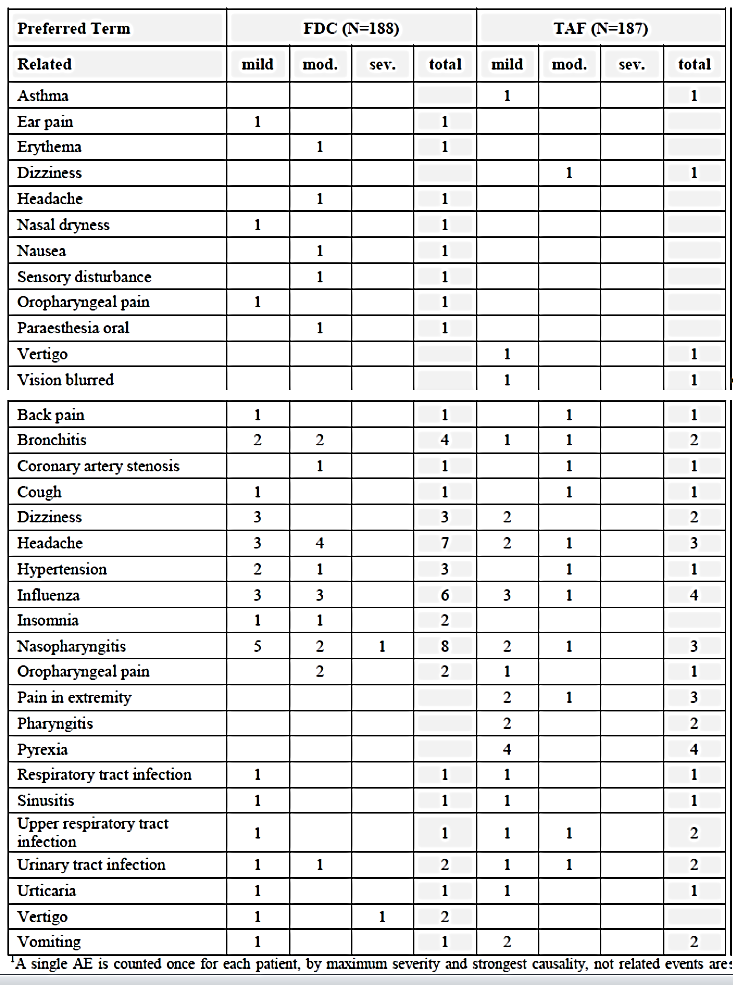 Preferred Term FDC (N=188) TAF (N=187)
Related mild mod. sev. total mild mod. sev. total
Asthma 1 1
Ear pain 1 1
Erythema 1 1
Dizziness 1 1
Headache 1 1
Nasal dryness 1 1
Nausea 1 1
Sensory disturbance 1 1
Oropharyngeal pain 1 1
Paraesthesia oral 1 1
Vertigo 1 1
Vision blurred 1 1
Back pain 1 1 1 1
Bronchitis 2 2 4 1 1 2
Coronary artery stenosis 1 1 1 1
Cough 1 1 1 1
Dizziness 3 3 2 2
Headache 3 4 7 2 1 3
Hypertension 2 1 3 1 1
Influenza 3 3 6 3 1 4
Insomnia 1 1 2
Nasopharyngitis 5 2 1 8 2 1 3
Oropharyngeal pain 2 2 1 1
Pain in extremity 2 1 3
Pharyngitis 2 2
Pyrexia 4 4
Respiratory tract infection 1 1 1 1
Sinusitis 1 1 1 1
Upper respiratory tract
infection 1 1 1 1 2
Urinary tract infection 1 1 2 1 1 2
Urticaria 1 1 1 1
Vertigo 1 1 2
Vomiting 1 1 2 2
¹A single AE is counted once for each patient, by maximum severity and strongest causality, not related events are